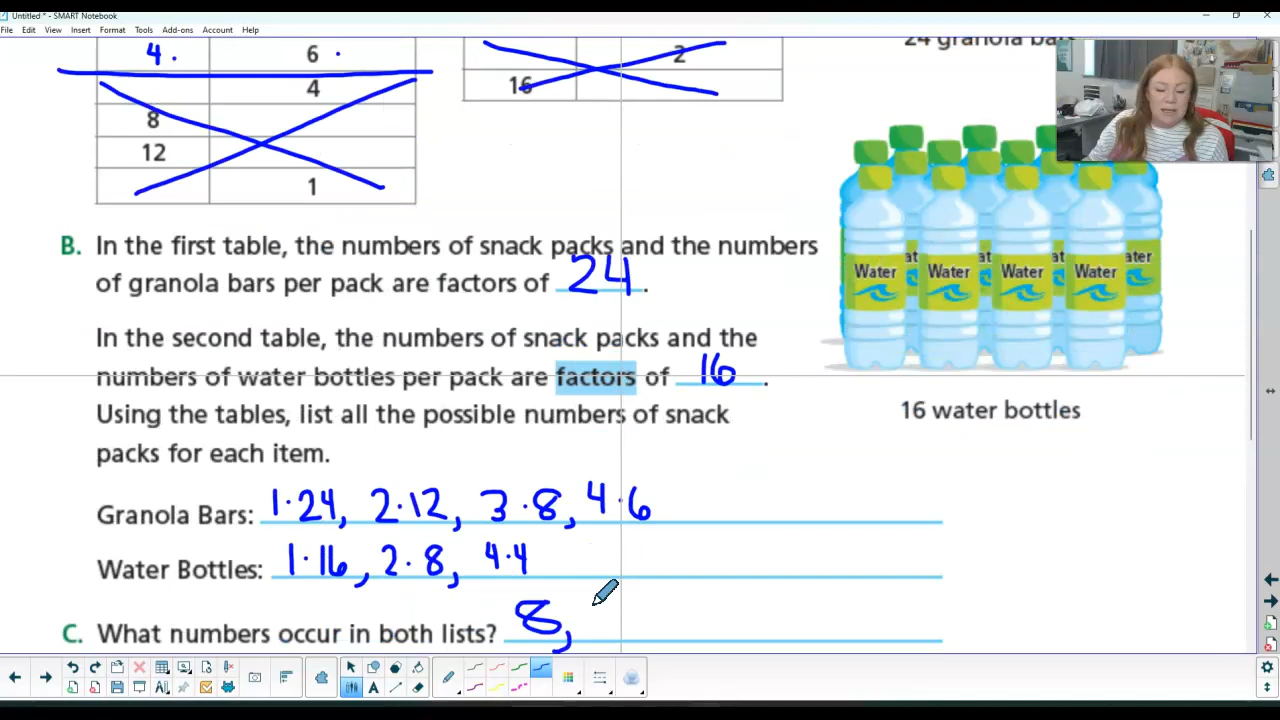 Untitled * - SMART Notebook
File Edit View Insert Format Tools Actions Add-ons Account Help
4 · 6 ·
4
8
12
1
2
16
24 granola bars
B. In the first table, the numbers of snack packs and the numbers
of granola bars per pack are factors of 24.
In the second table, the numbers of snack packs and the
numbers of water bottles per pack are factors of 16.
Using the tables, list all the possible numbers of snack
packs for each item.
Granola Bars: 1·24, 2·12, 3·8, 4·6
Water Bottles: 1·16, 2·8, 4·4
C. What numbers occur in both lists? 8,
Water Water Water Water
ater
16 water bottles